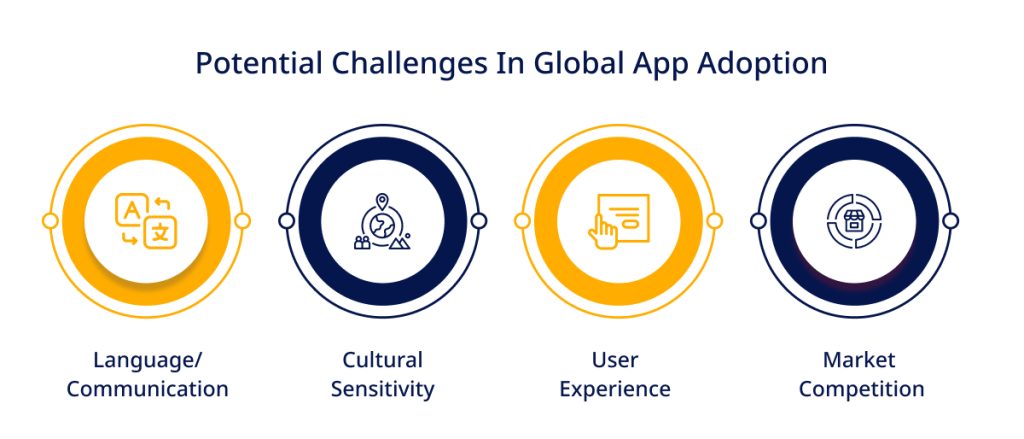 Potential Challenges In Global App Adoption
A
文
Language/
Communication
Cultural
Sensitivity
User
Experience
Market
Competition